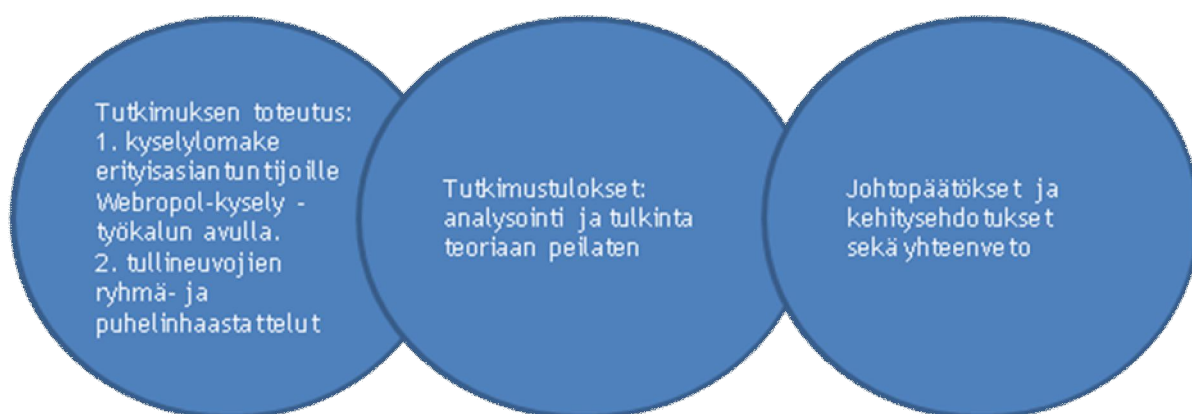 Tutkimuksen toteutus:
1. kyselylomake
erityisasiantuntijoille
Webropol-kysely -
työkalun avulla.
2. tullineuvojien
ryhmä- ja
puhelinhaastattelut
Tutkimustulokset:
analysointi ja tulkinta
teoriaan peilaten
Johtopäätökset ja
kehitysehdotukset
sekä yhteenveto